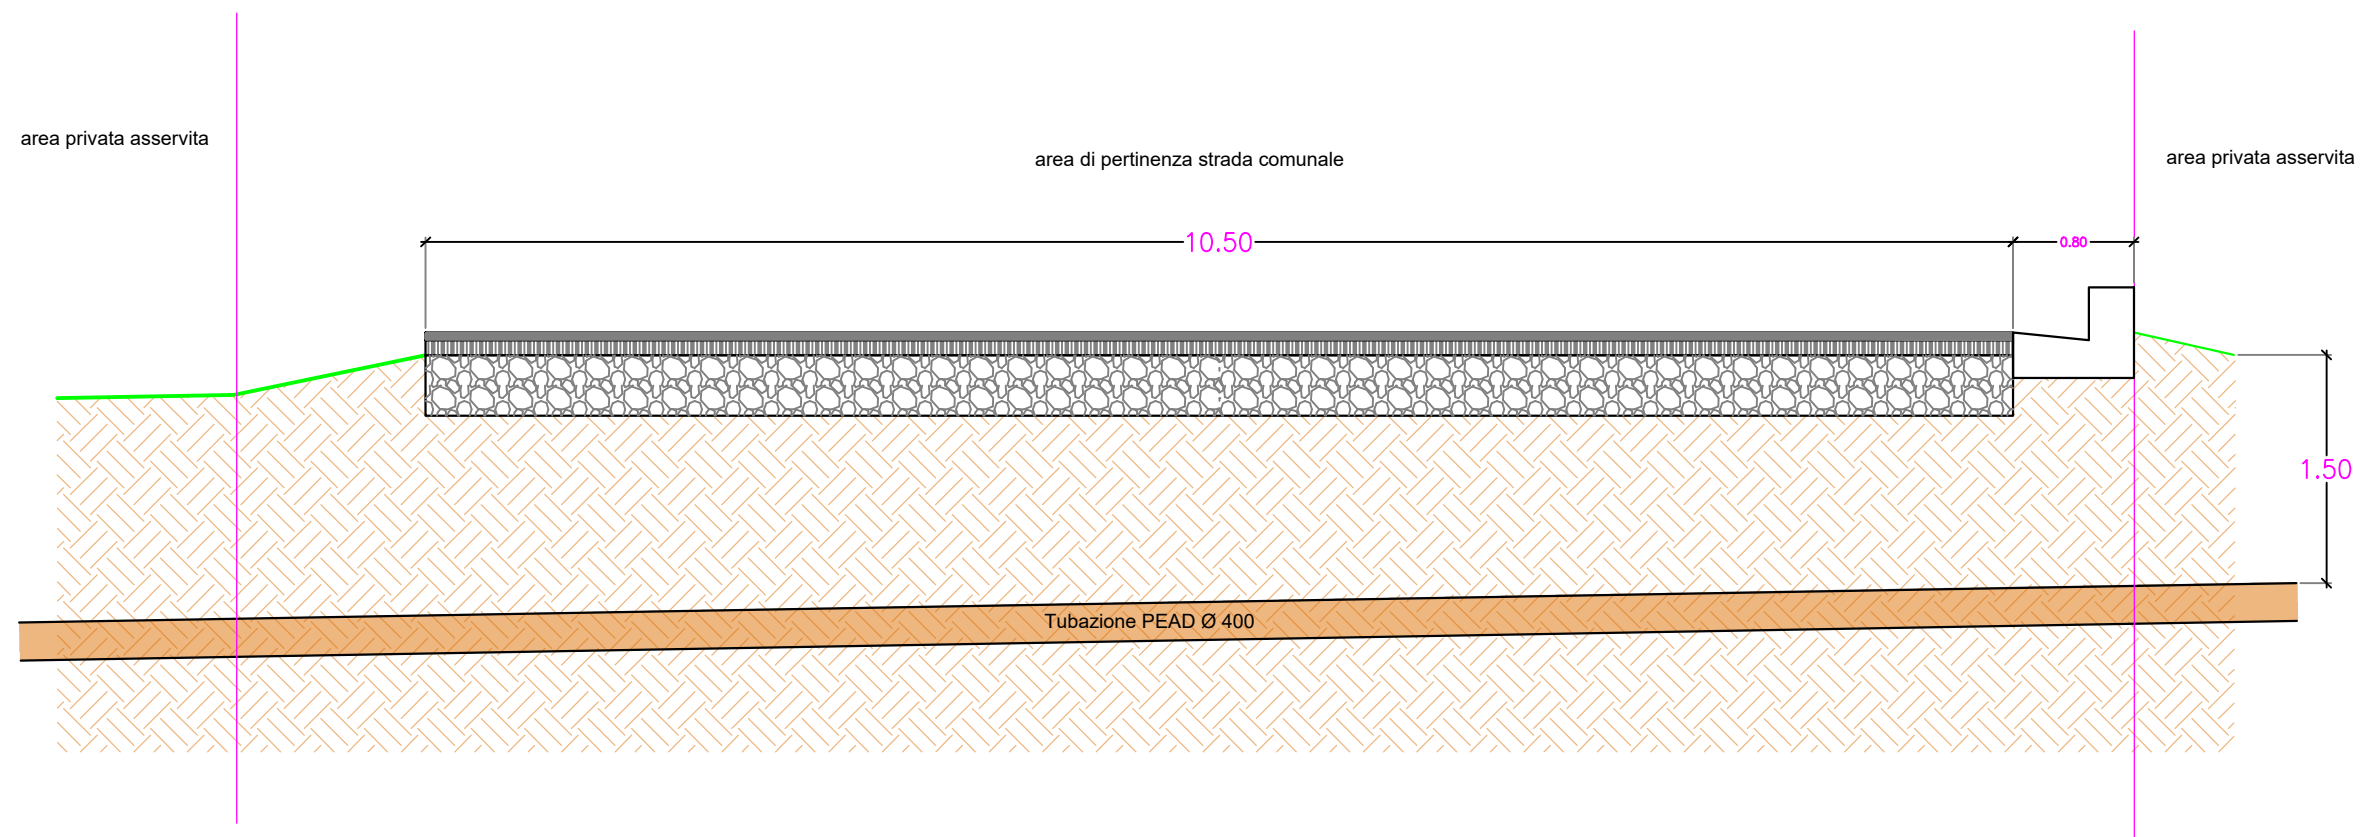 area privata asservita
area di pertinenza strada comunale
area privata asservita
10.50
0.80
1.50
Tubazione PEAD Ø 400